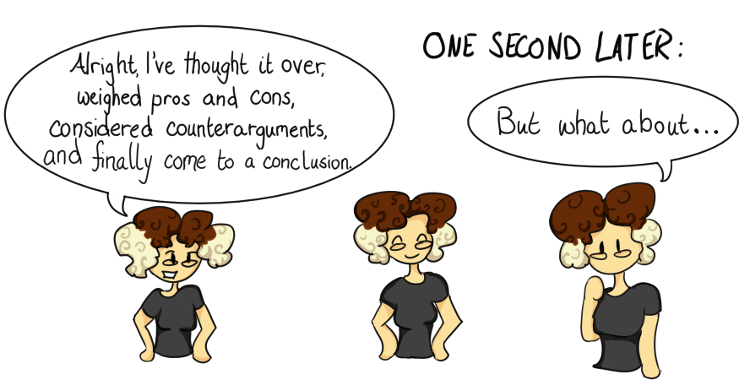 Alright, I've thought it over,
weighed pros and cons,
considered counterarguments,
and finally come to a conclusion.
ONE SECOND LATER:
But what about...